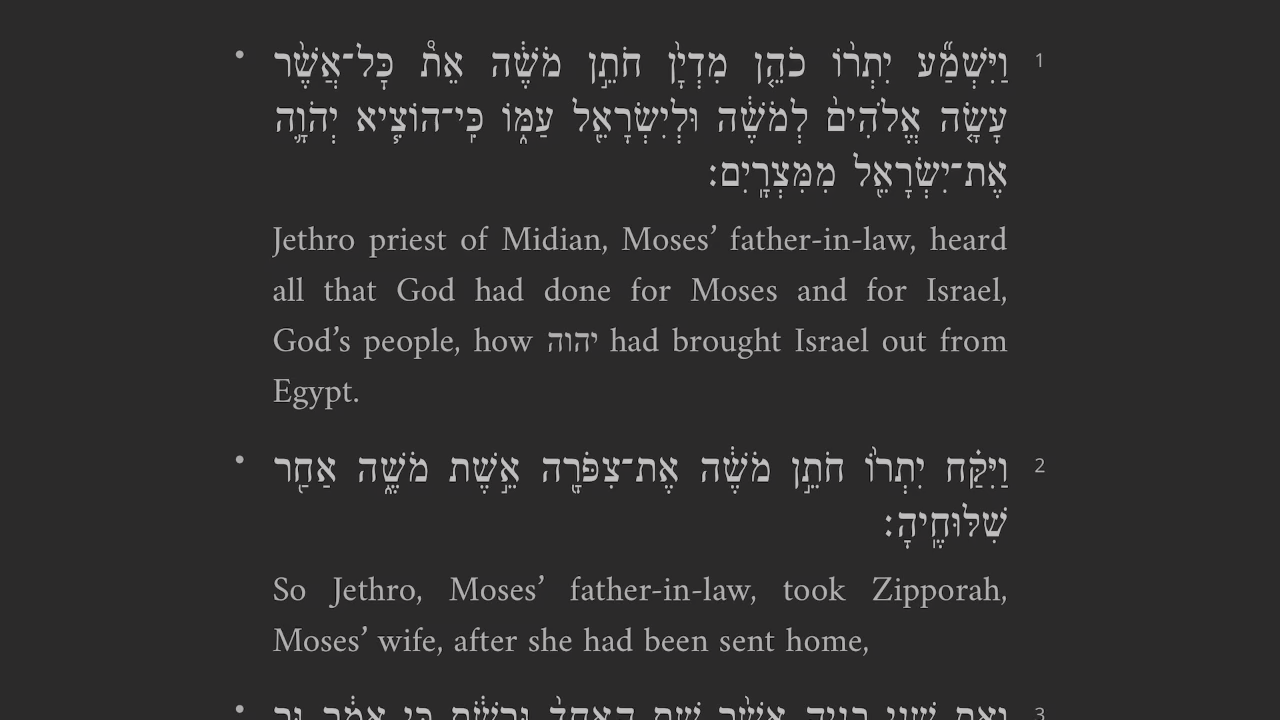 1
וַיִּשְׁמַ֞ע יִתְר֨וֹ כֹהֵ֤ן מִדְיָן֙ חֹתֵ֣ן מֹשֶׁ֔ה אֵת֩ כׇּל־אֲשֶׁ֨ר
עָשָׂ֤ה אֱלֹהִים֙ לְמֹשֶׁ֔ה וּלְיִשְׂרָאֵ֖ל עַמּ֑וֹ כִּֽי־הוֹצִ֧יא יְהֹוָ֛ה
אֶת־יִשְׂרָאֵ֖ל מִמִּצְרָֽיִם׃
Jethro priest of Midian, Moses’ father-in-law, heard
all that God had done for Moses and for Israel,
God’s people, how יהוה had brought Israel out from
Egypt.
2
וַיִּקַּ֗ח יִתְרוֹ֙ חֹתֵ֣ן מֹשֶׁ֔ה אֶת־צִפֹּרָ֖ה אֵ֣שֶׁת מֹשֶׁ֑ה אַחַ֖ר
שִׁלּוּחֶֽיהָ׃
So Jethro, Moses’ father-in-law, took Zipporah,
Moses’ wife, after she had been sent home,
3